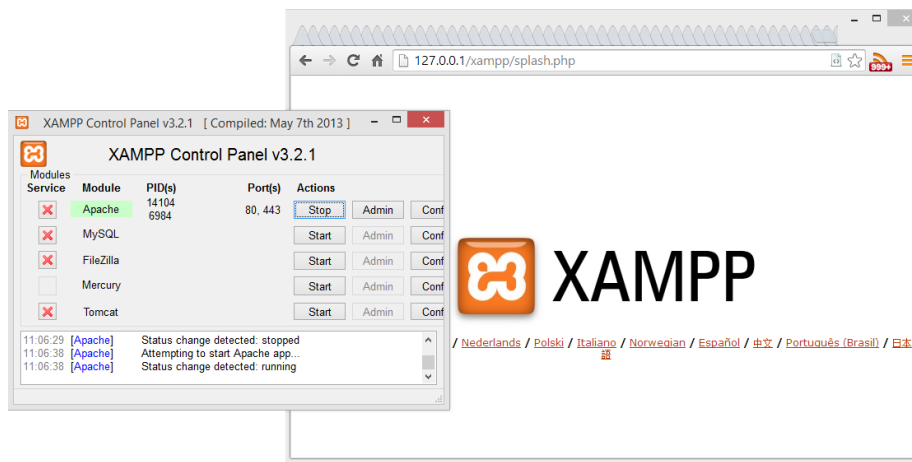 127.0.0.1/xampp/splash.php
999+
XAMPP Control Panel v3.2.1 [ Compiled: May 7th 2013 ]
XAMPP Control Panel v3.2.1
Modules
Service Module PID(s) Port(s) Actions
Apache 14104 6984 80, 443 Stop Admin Conf
MySQL Start Admin Conf
FileZilla Start Admin Conf
Mercury Start Admin Conf
Tomcat Start Admin Conf
11:06:29 [Apache] Status change detected: stopped
11:06:38 [Apache] Attempting to start Apache app...
11:06:38 [Apache] Status change detected: running
XAMPP
/ Nederlands / Polski / Italiano / Norwegian / Español / 中文 / Português (Brasil) / 日本
語